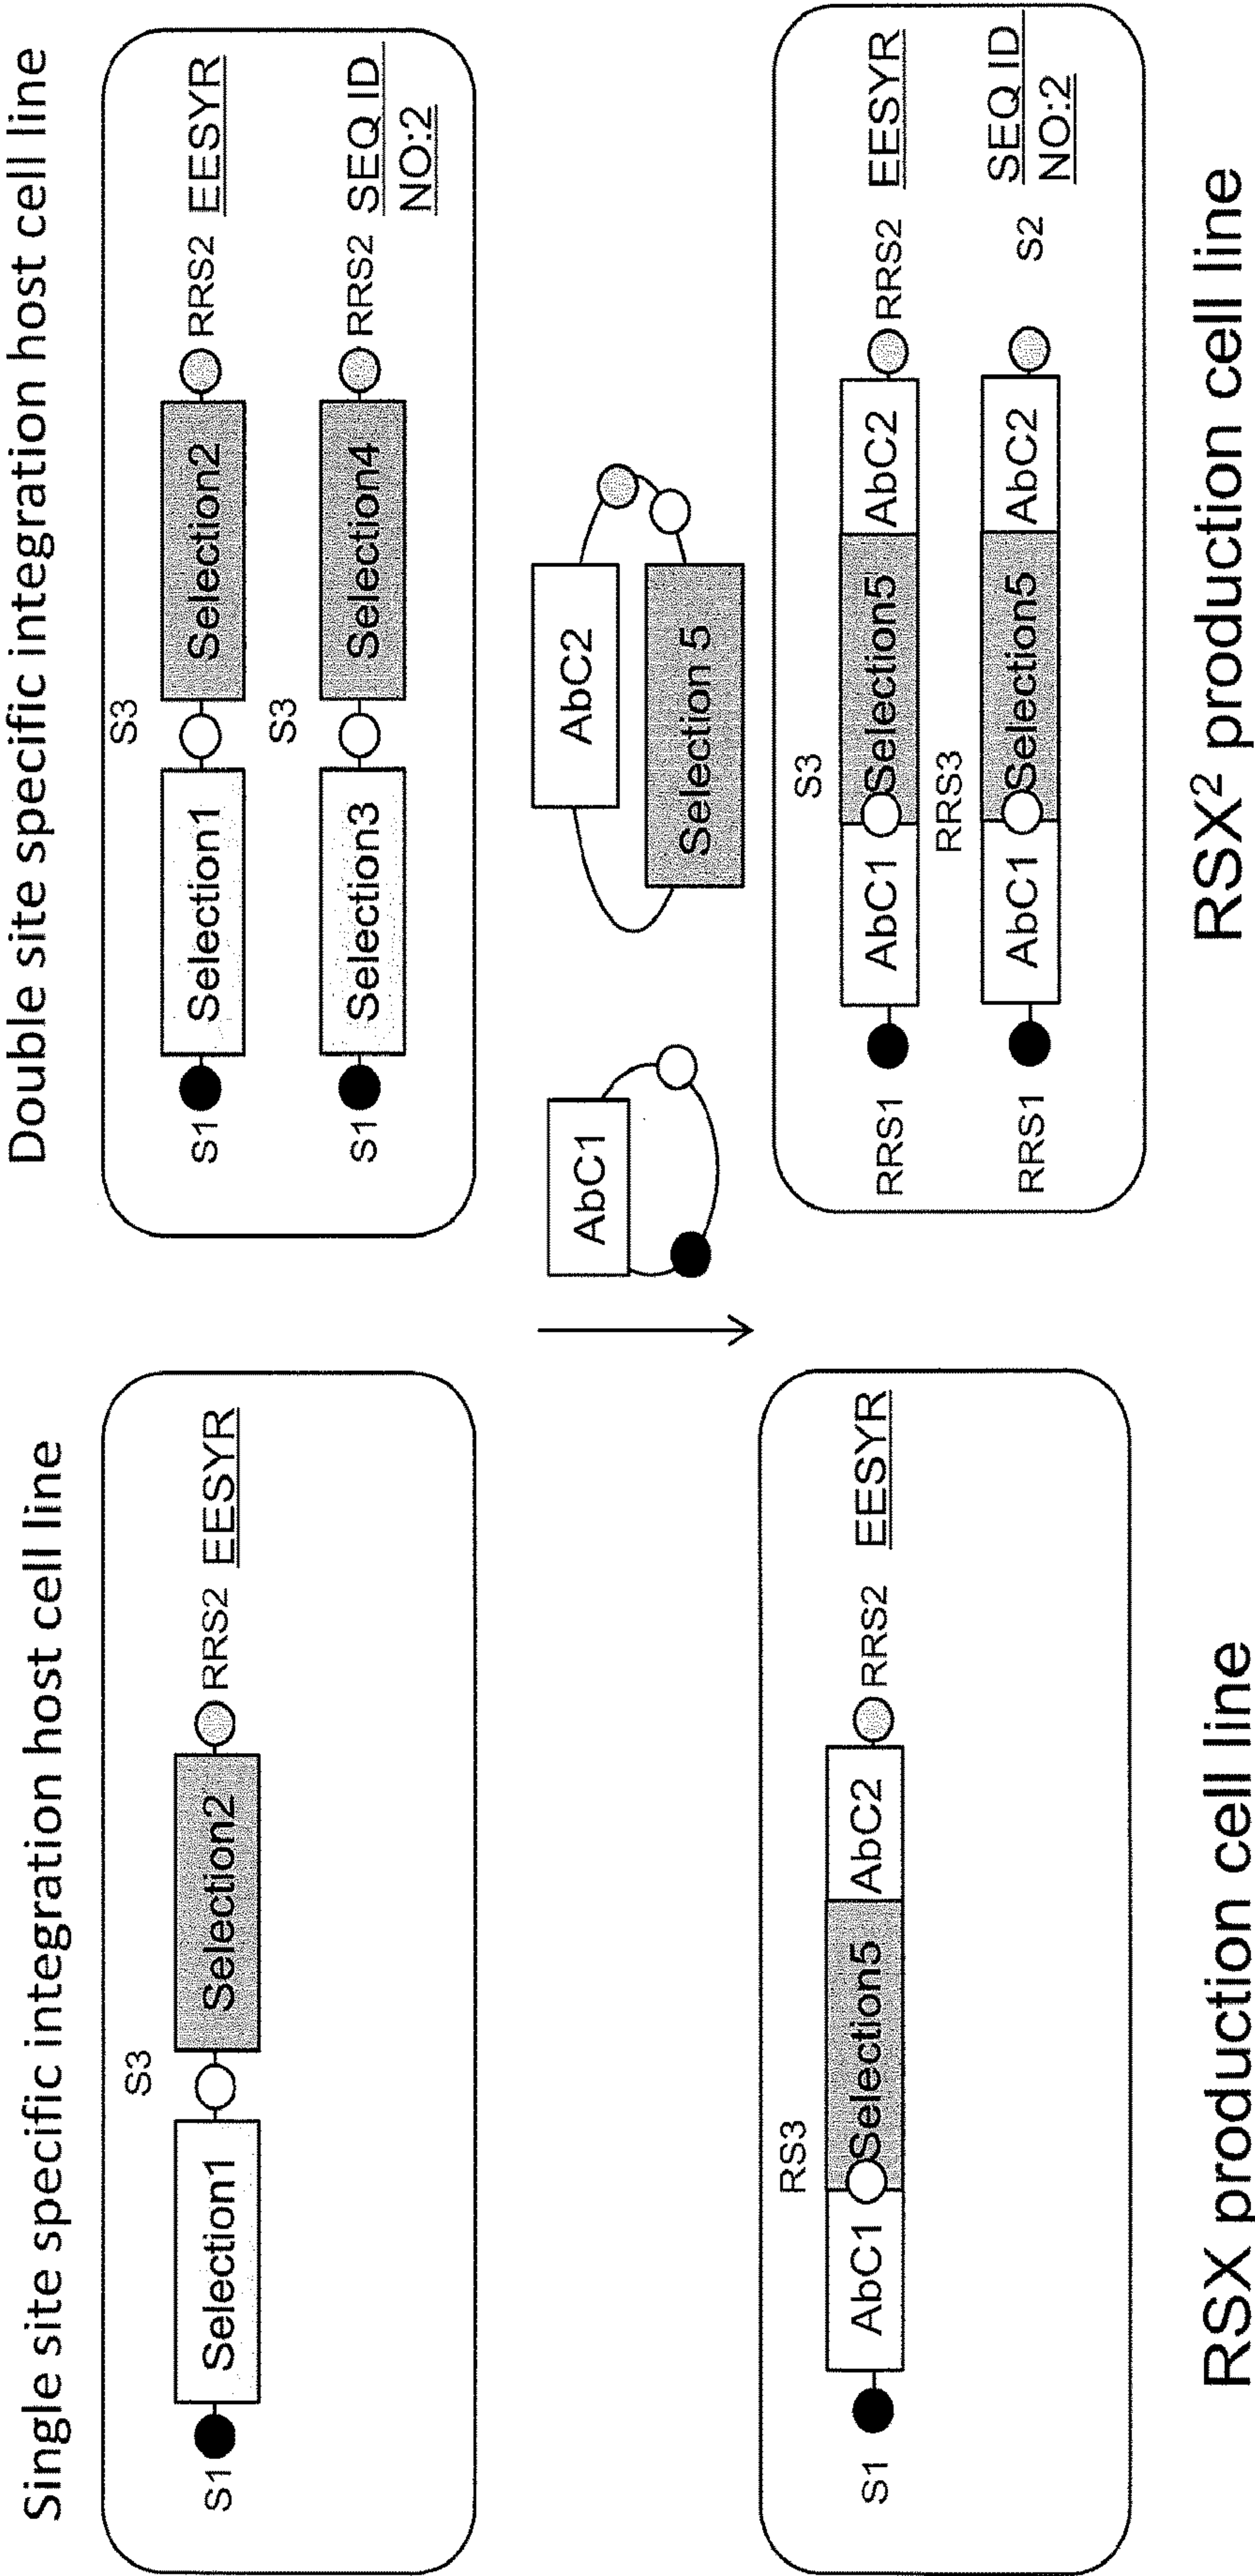 Single site specific integration host cell line
S3
S1
Selection1
Selection2
RRS2
EESYR
Double site specific integration host cell line
S3
S1
Selection1
Selection2
RRS2
EESYR
S3
S1
Selection3
Selection4
RRS2
SEQ ID
NO:2
AbC1
AbC2
Selection 5
RS3
S1
AbC1
Selection5
AbC2
RRS2
EESYR
RSX production cell line
S3
RRS1
AbC1
Selection5
AbC2
RRS2
EESYR
RRS3
RRS1
AbC1
Selection5
AbC2
S2
SEQ ID
NO:2
RSX² production cell line